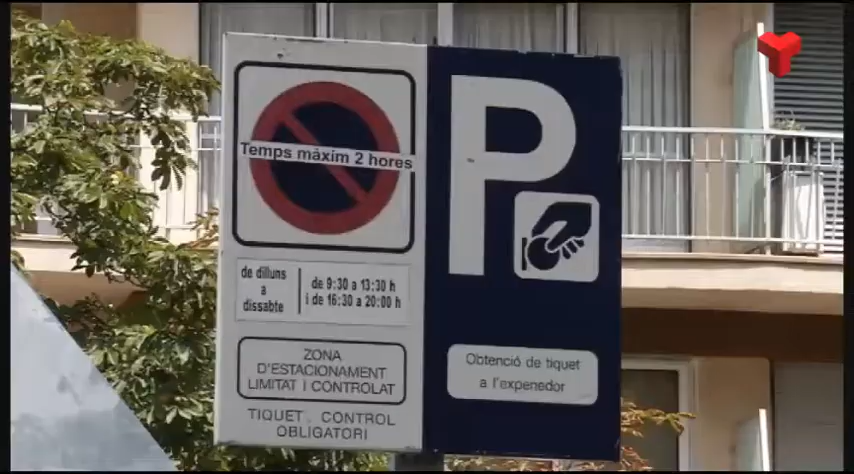 Temps màxim 2 hores
de dilluns
a
dissabte
de 9:30 a 13:30 h
i de 16:30 a 20:00 h
ZONA
D'ESTACIONAMENT
LIMITAT I CONTROLAT
TIQUET CONTROL
OBLIGATORI
P
Obtenció de tiquet
a l'expenedor